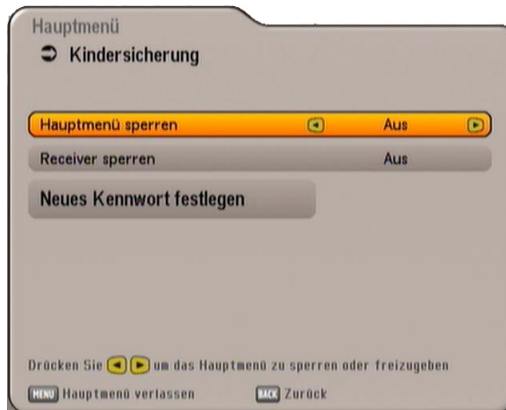 Hauptmenü
Kindersicherung
Hauptmenü sperren Aus
Receiver sperren Aus
Neues Kennwort festlegen
Drücken Sie um das Hauptmenü zu sperren oder freizugeben
MENU Hauptmenü verlassen BACK Zurück